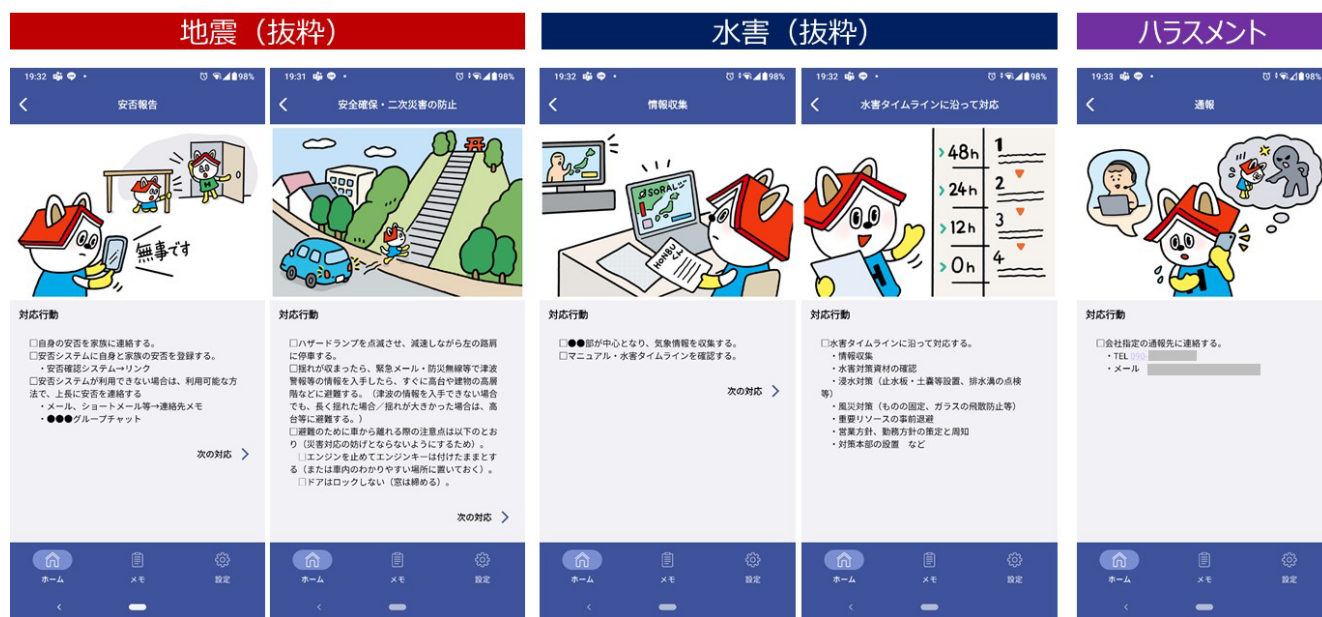 地震（抜粋）
水害（抜粋）
ハラスメント
19:32
98%
安否報告
無事です
対応行動
□自身の安否を家族に連絡する。
□安否システムに自身と家族の安否を登録する。
・安否確認システム→リンク
□安否システムが利用できない場合は、利用可能な方
法で、上長に安否を連絡する
・メール、ショートメール等→連絡先メモ
・●●●グループチャット
次の対応
ホーム
メモ
設定
19:31
98%
安全確保・二次災害の防止
対応行動
□ハザードランプを点滅させ、減速しながら左の路肩
に停車する。
□揺れが収まったら、緊急メール・防災無線等で津波
警報等の情報を入手したら、すぐに高台や建物の高層
階などに避難する。（津波の情報を入手できない場合
でも、長く揺れた場合／揺れが大きかった場合は、高
台等に避難する。）
□避難のために車から離れる際の注意点は以下のとお
り（災害対応の妨げとならないようにするため）。
□エンジンを止めてエンジンキーは付けたままとす
る（または車内のわかりやすい場所に置いておく）。
□ドアはロックしない（窓は締める）。
次の対応
ホーム
メモ
設定
19:32
98%
情報収集
SORAレジ
HONBUくん
対応行動
□●●部が中心となり、気象情報を収集する。
□マニュアル・水害タイムラインを確認する。
次の対応
ホーム
メモ
設定
19:32
98%
水害タイムラインに沿って対応
48h 1
24h 2
12h 3
0h 4
H
対応行動
□水害タイムラインに沿って対応する。
・情報収集
・水害対策資材の確認
・浸水対策（止水板・土嚢等設置、排水溝の点検
等）
・風災対策（ものの固定、ガラスの飛散防止等）
・重要リソースの事前退避
・営業方針、勤務方針の策定と周知
・対策本部の設置　など
ホーム
メモ
設定
19:33
98%
通報
対応行動
□会社指定の通報先に連絡する。
・TEL 090-
・メール
ホーム
メモ
設定